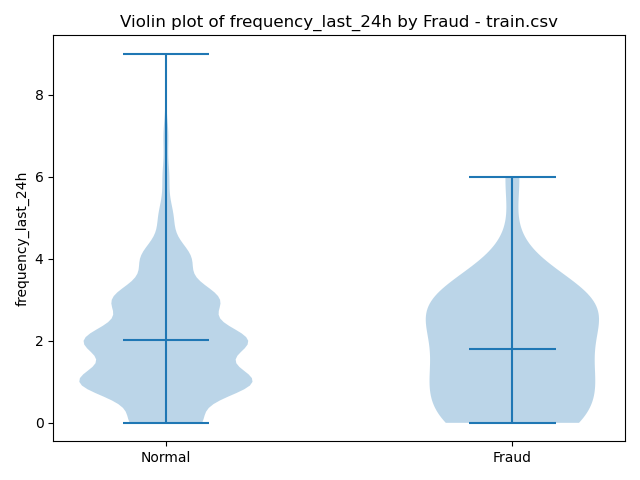 Violin plot of frequency_last_24h by Fraud - train.csv
frequency_last_24h
8
6
4
2
0
Normal
Fraud